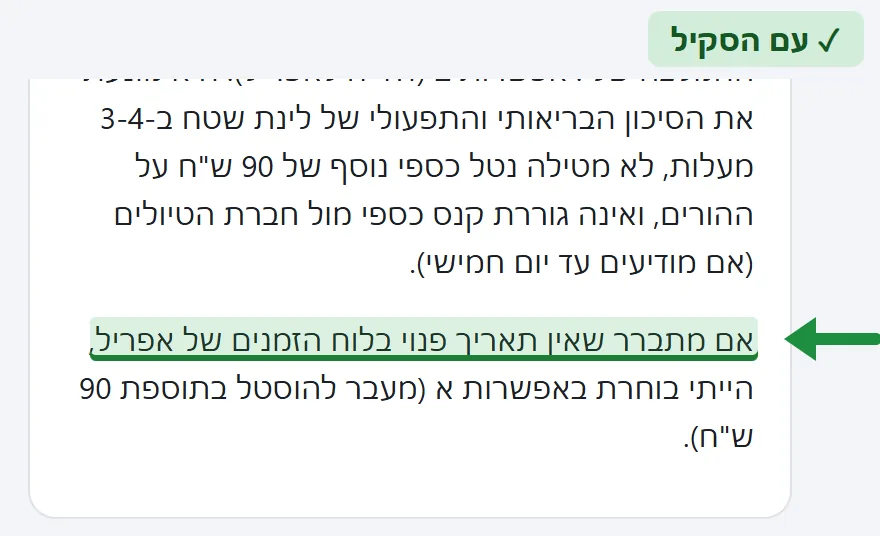 ✓ עם הסקיל
את הסיכון הבריאותי והתפעולי של לינת שטח ב-3-4
מעלות, לא מטילה נטל כספי נוסף של 90 ש"ח על
ההורים, ואינה גוררת קנס כספי מול חברת הטיולים
(אם מודיעים עד יום חמישי).
אם מתברר שאין תאריך פנוי בלוח הזמנים של אפריל,
הייתי בוחרת באפשרות א (מעבר להוסטל בתוספת 90
ש"ח).